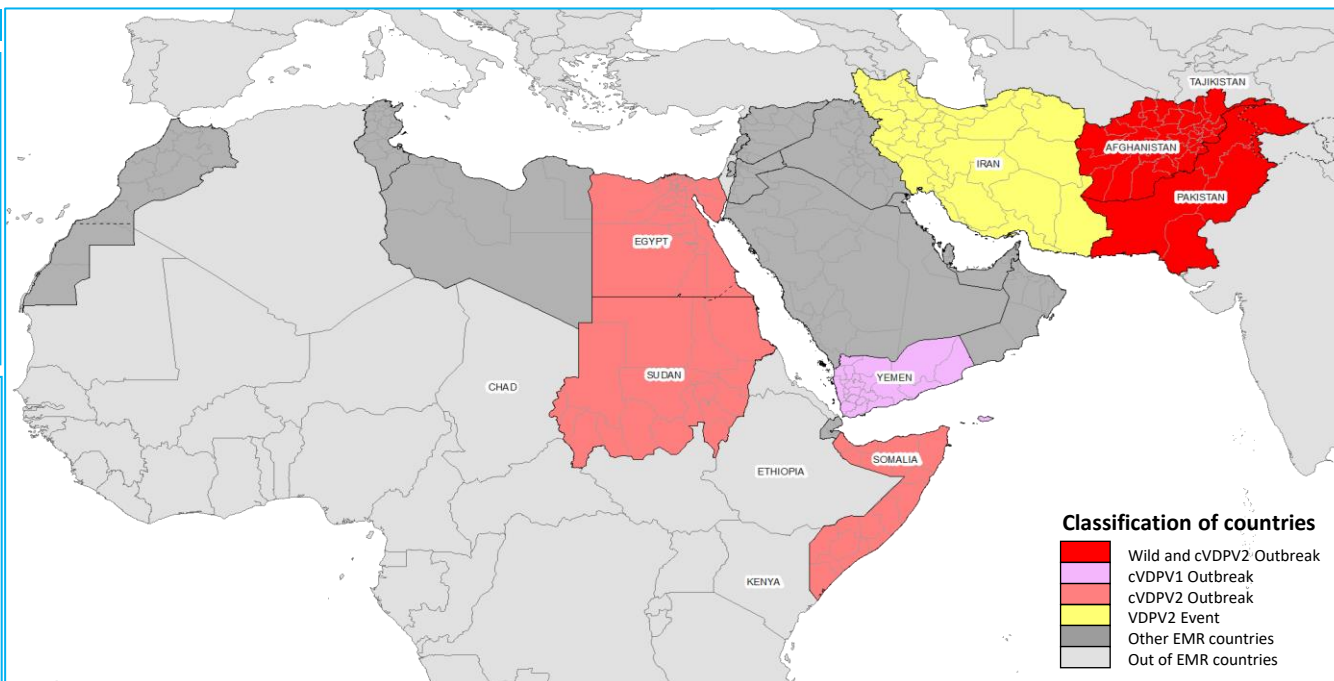 TAJIKISTAN
AFGHANISTAN
IRAN
PAKISTAN
EGYPT
SUDAN
YEMEN
CHAD
SOMALIA
ETHIOPIA
KENYA
Classification of countries
Wild and cVDPV2 Outbreak
cVDPV1 Outbreak
cVDPV2 Outbreak
VDPV2 Event
Other EMR countries
Out of EMR countries